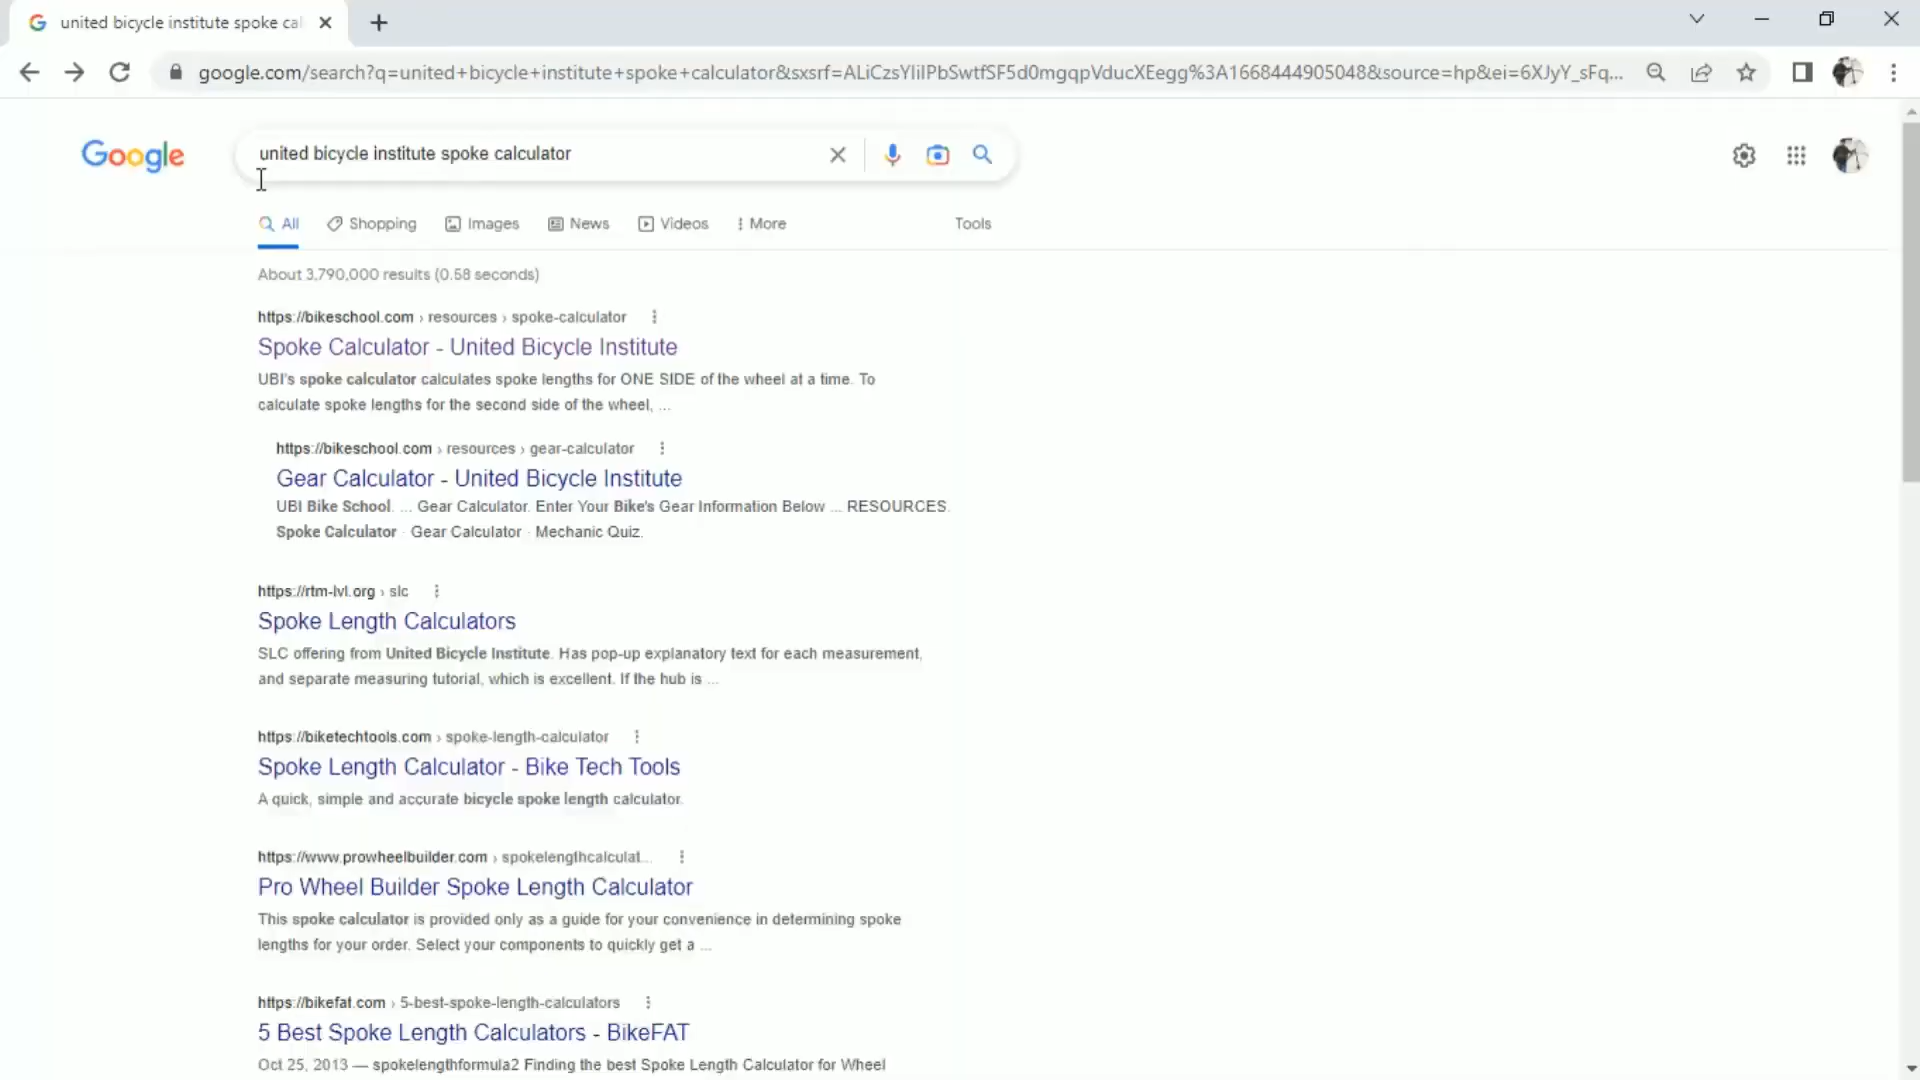 united bicycle institute spoke cal
google.com/search?q=united+bicycle+institute+spoke+calculator&sxsrf=ALiCzsYIilPbSwtfSF5d0mgqpVducXEegg%3A1668444905048&source=hp&ei=6XJyY_sFq...
Google
united bicycle institute spoke calculator
All Shopping Images News Videos More Tools
About 3,790,000 results (0.58 seconds)
https://bikeschool.com › resources › spoke-calculator
Spoke Calculator - United Bicycle Institute
UBI's spoke calculator calculates spoke lengths for ONE SIDE of the wheel at a time. To
calculate spoke lengths for the second side of the wheel, ...
https://bikeschool.com › resources › gear-calculator
Gear Calculator - United Bicycle Institute
UBI Bike School. ... Gear Calculator. Enter Your Bike's Gear Information Below ... RESOURCES.
Spoke Calculator · Gear Calculator · Mechanic Quiz.
https://rtm-lvl.org › slc
Spoke Length Calculators
SLC offering from United Bicycle Institute. Has pop-up explanatory text for each measurement,
and separate measuring tutorial, which is excellent. If the hub is ...
https://biketechtools.com › spoke-length-calculator
Spoke Length Calculator - Bike Tech Tools
A quick, simple and accurate bicycle spoke length calculator.
https://www.prowheelbuilder.com › spokelengthcalculat...
Pro Wheel Builder Spoke Length Calculator
This spoke calculator is provided only as a guide for your convenience in determining spoke
lengths for your order. Select your components to quickly get a ...
https://bikefat.com › 5-best-spoke-length-calculators
5 Best Spoke Length Calculators - BikeFAT
Oct 25, 2013 — spokelengthformula2 Finding the best Spoke Length Calculator for Wheel